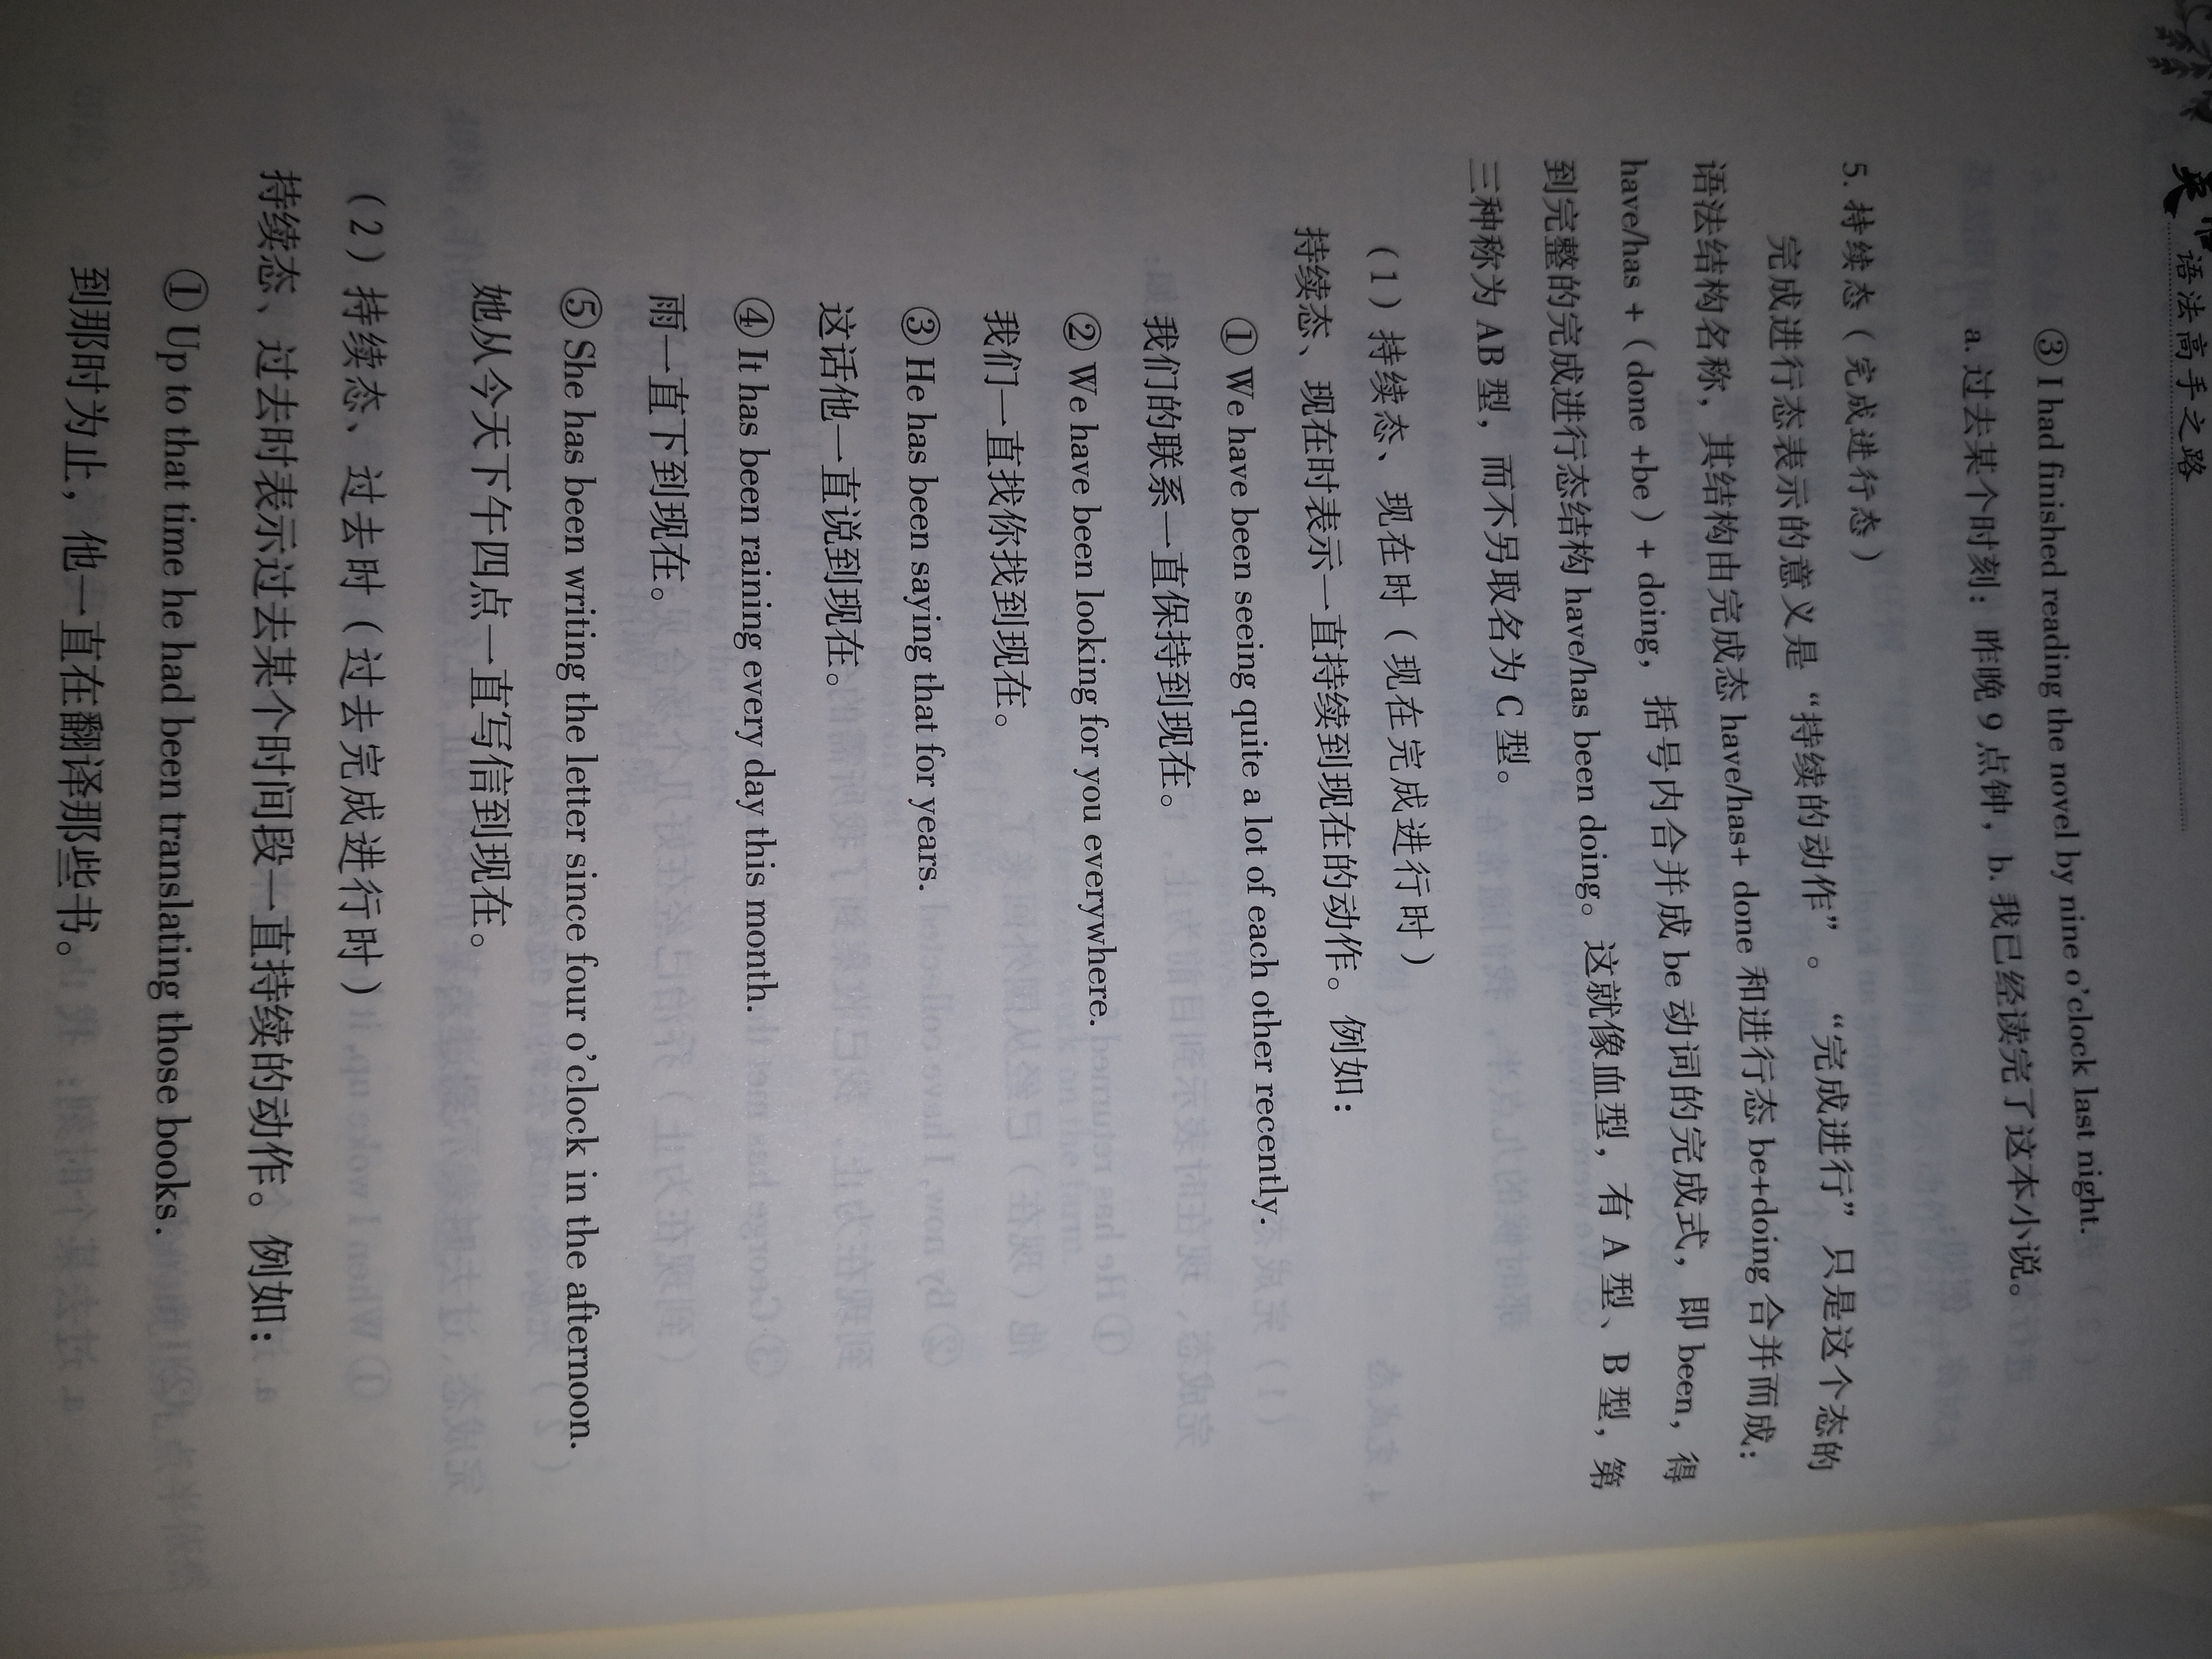 语法高手之路
③ I had finished reading the novel by nine o'clock last night.
a. 过去某个时刻：昨晚 9 点钟，b. 我已经读完了这本小说。
5. 持续态（完成进行态）
完成进行态表示的意义是“持续的动作”。“完成进行”只是这个态的
语法结构名称，其结构由完成态 have/has+ done 和进行态 be+doing 合并而成：
have/has +（done +be）+ doing，括号内合并成 be 动词的完成式，即 been，得
到完整的完成进行态结构 have/has been doing。这就像血型，有 A 型、B 型，第
三种称为 AB 型，而不另取名为 C 型。
（1）持续态、现在时（现在完成进行时）
持续态、现在时表示一直持续到现在的动作。例如：
① We have been seeing quite a lot of each other recently.
我们的联系一直保持到现在。
② We have been looking for you everywhere.
我们一直找你找到现在。
③ He has been saying that for years.
这话他一直说到现在。
④ It has been raining every day this month.
雨一直下到现在。
⑤ She has been writing the letter since four o'clock in the afternoon.
她从今天下午四点一直写信到现在。
（2）持续态、过去时（过去完成进行时）
持续态、过去时表示过去某个时间段一直持续的动作。例如：
① Up to that time he had been translating those books.
到那时为止，他一直在翻译那些书。